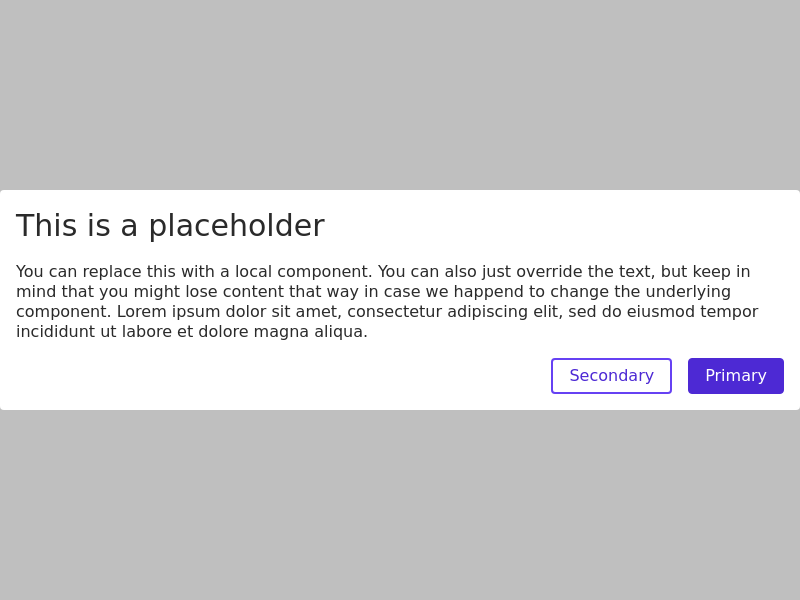 This is a placeholder
You can replace this with a local component. You can also just override the text, but keep in
mind that you might lose content that way in case we happend to change the underlying
component. Lorem ipsum dolor sit amet, consectetur adipiscing elit, sed do eiusmod tempor
incididunt ut labore et dolore magna aliqua.
Secondary
Primary